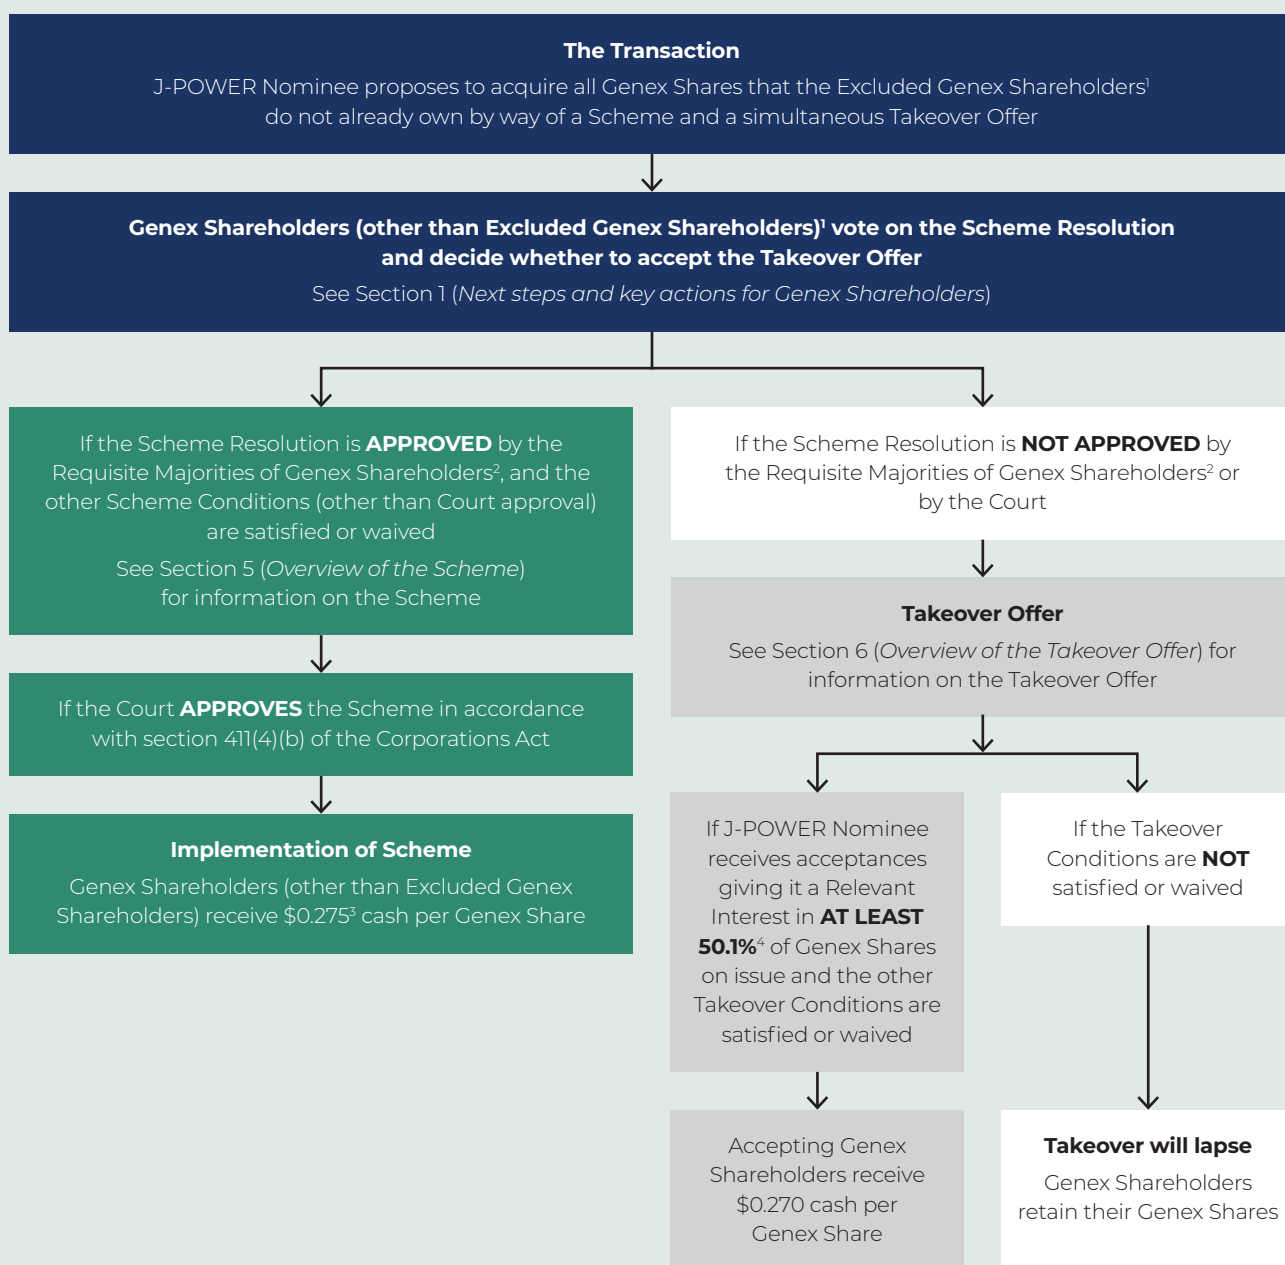 The Transaction
J-POWER Nominee proposes to acquire all Genex Shares that the Excluded Genex Shareholders¹
do not already own by way of a Scheme and a simultaneous Takeover Offer
Genex Shareholders (other than Excluded Genex Shareholders)¹ vote on the Scheme Resolution
and decide whether to accept the Takeover Offer
See Section 1 (Next steps and key actions for Genex Shareholders)
If the Scheme Resolution is APPROVED by the
Requisite Majorities of Genex Shareholders², and the
other Scheme Conditions (other than Court approval)
are satisfied or waived
See Section 5 (Overview of the Scheme)
for information on the Scheme
If the Court APPROVES the Scheme in accordance
with section 411(4)(b) of the Corporations Act
Implementation of Scheme
Genex Shareholders (other than Excluded Genex
Shareholders) receive $0.275³ cash per Genex Share
If the Scheme Resolution is NOT APPROVED by
the Requisite Majorities of Genex Shareholders² or
by the Court
Takeover Offer
See Section 6 (Overview of the Takeover Offer) for
information on the Takeover Offer
If J-POWER Nominee
receives acceptances
giving it a Relevant
Interest in AT LEAST
50.1%⁴ of Genex Shares
on issue and the other
Takeover Conditions are
satisfied or waived
Accepting Genex
Shareholders receive
$0.270 cash per
Genex Share
If the Takeover
Conditions are NOT
satisfied or waived
Takeover will lapse
Genex Shareholders
retain their Genex Shares